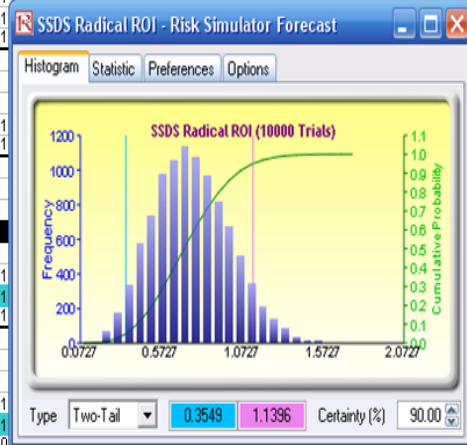 SSDS Radical ROI - Risk Simulator Forecast
Histogram Statistic Preferences Options
SSDS Radical ROI (10000 Trials)
Frequency
1200
1000
800
600
400
200
0
0.0727 0.5727 1.0727 1.5727 2.0727
1.1
1.0
0.9
0.8
0.7
0.6
0.5
0.4
0.3
0.2
0.1
0.0
Cumulative Probability
Type Two-Tail 0.3549 1.1396 Certainty (%) 90.00